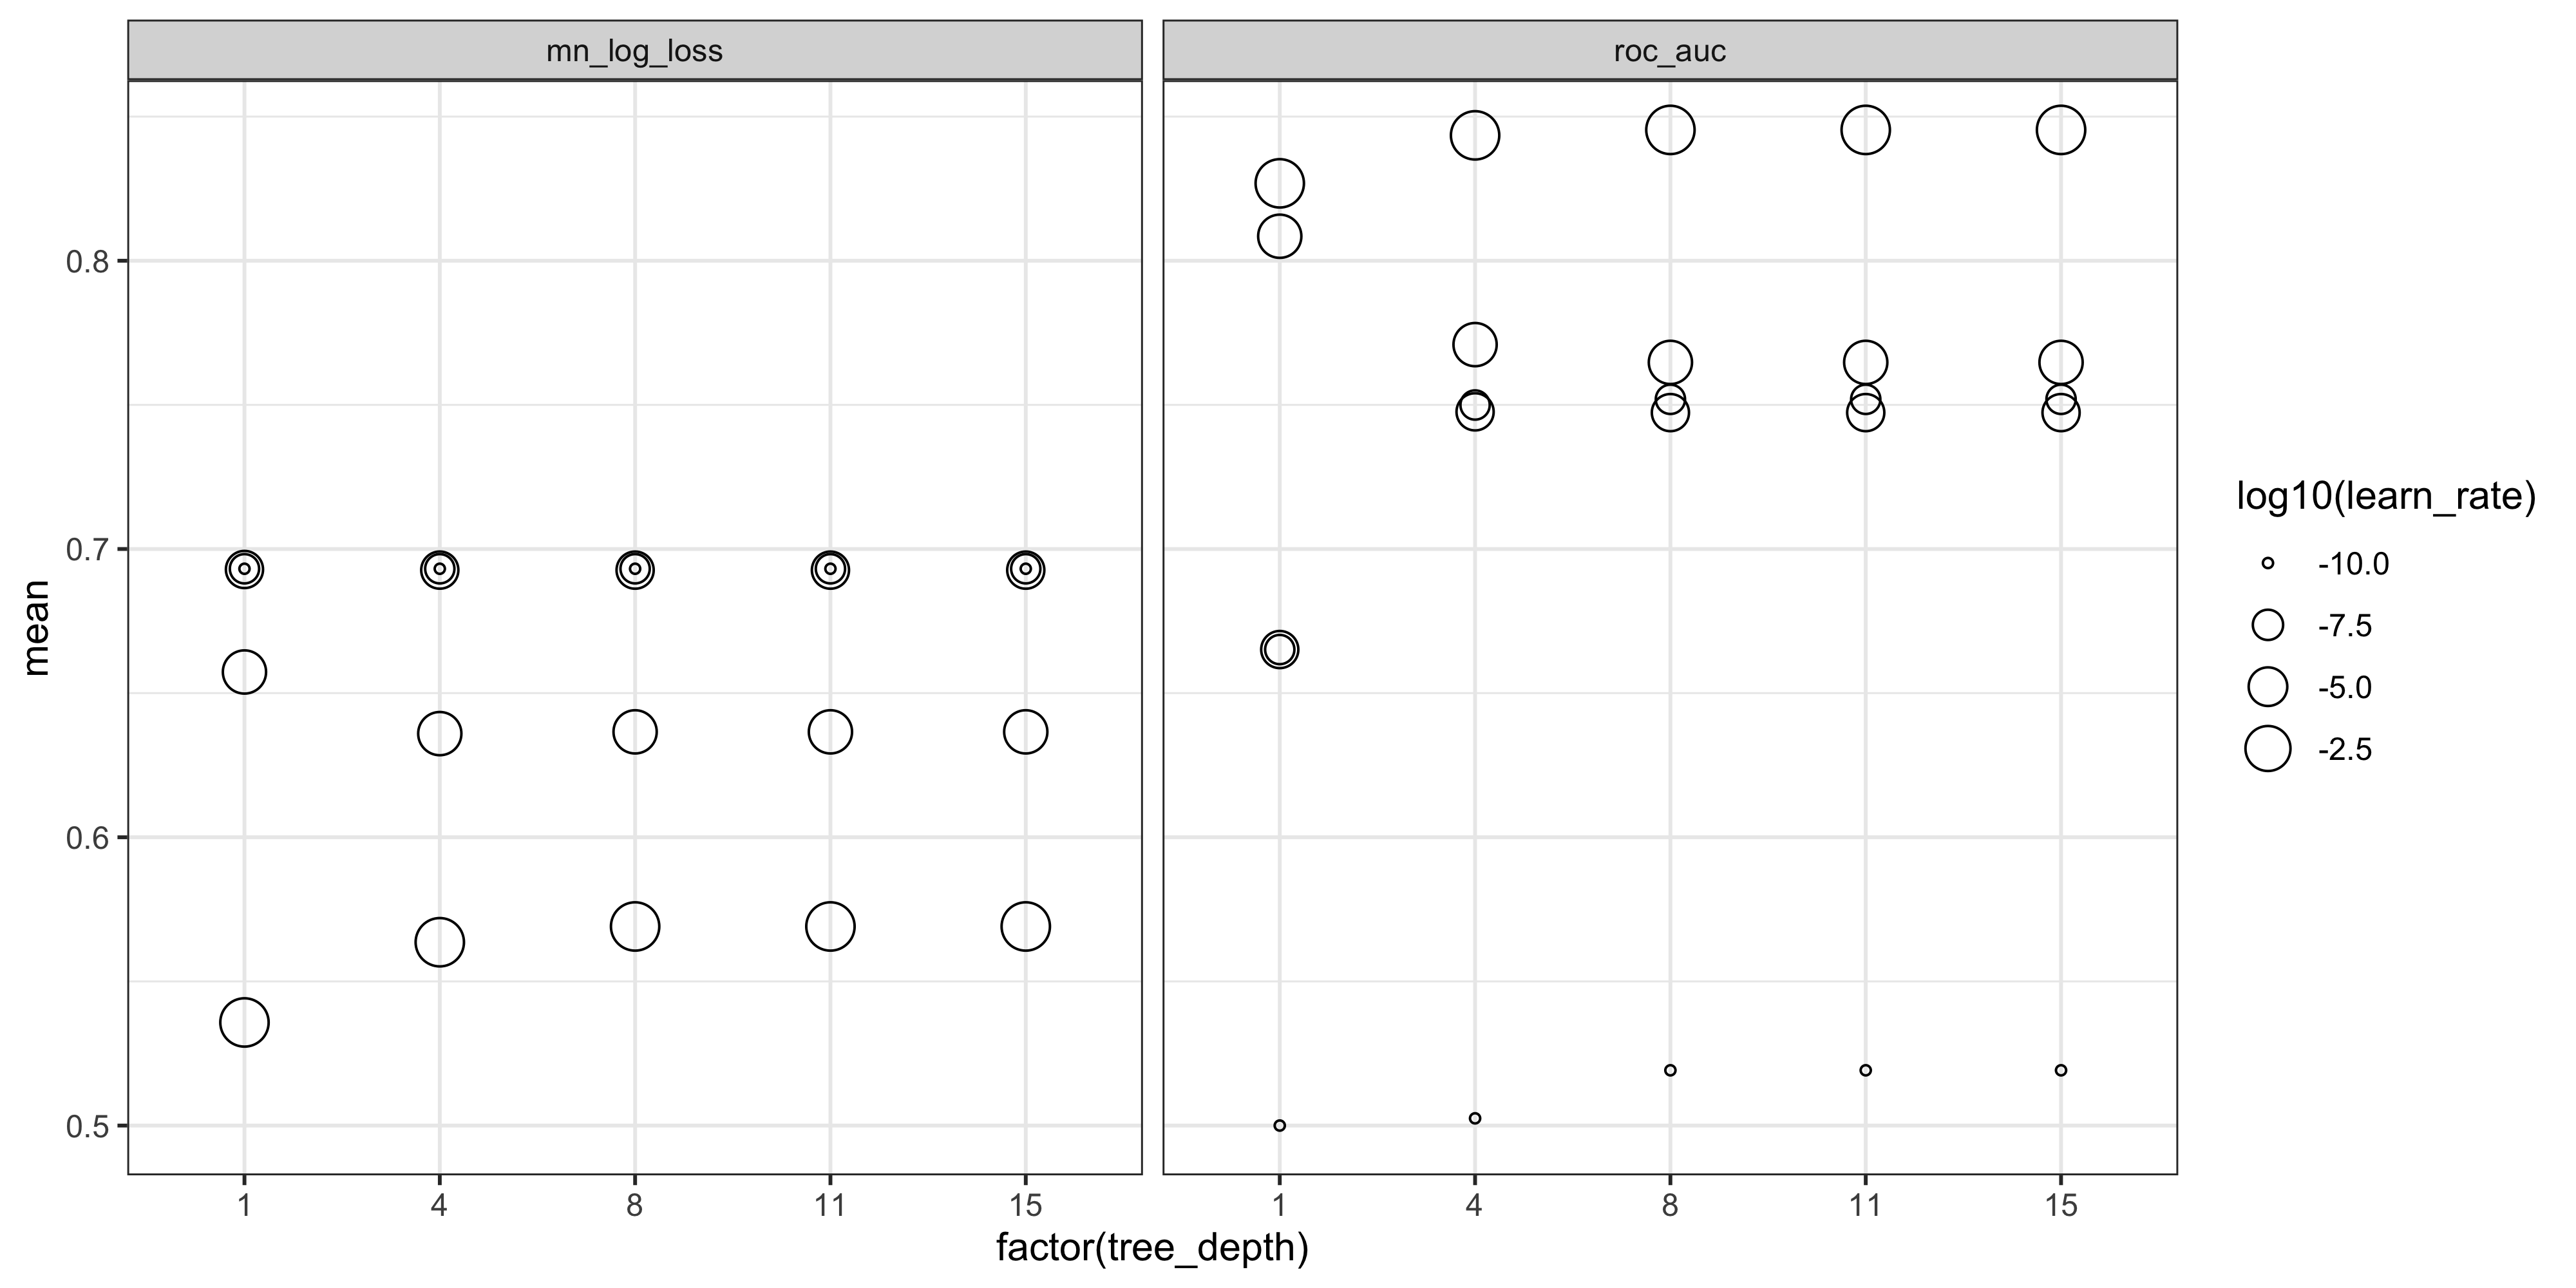 mn_log_loss
roc_auc
mean
0.8
0.7
0.6
0.5
1 4 8 11 15
1 4 8 11 15
factor(tree_depth)
log10(learn_rate)
-10.0
-7.5
-5.0
-2.5